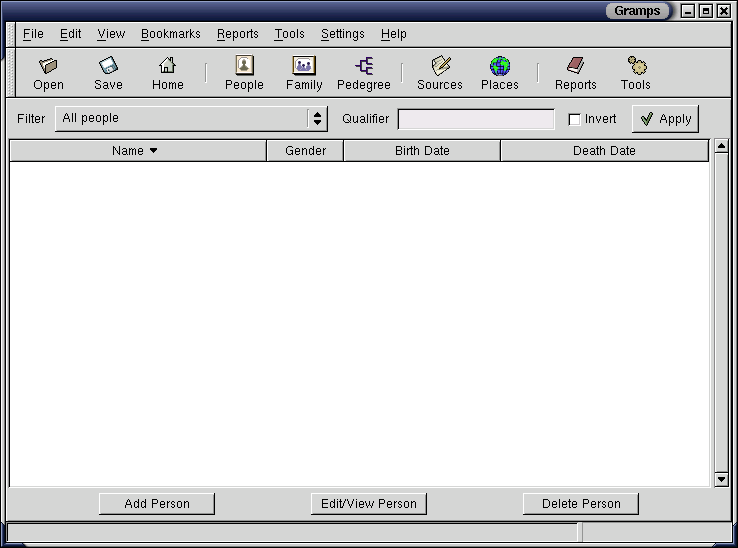 Gramps
File Edit View Bookmarks Reports Tools Settings Help
Open Save Home People Family Pedegree Sources Places Reports Tools
Filter All people Qualifier Invert Apply
Name Gender Birth Date Death Date
Add Person Edit/View Person Delete Person